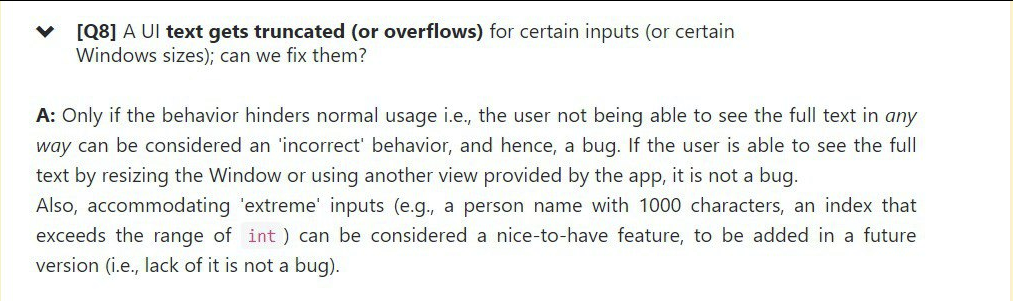 [Q8] A UI text gets truncated (or overflows) for certain inputs (or certain
Windows sizes); can we fix them?
A: Only if the behavior hinders normal usage i.e., the user not being able to see the full text in any
way can be considered an 'incorrect' behavior, and hence, a bug. If the user is able to see the full
text by resizing the Window or using another view provided by the app, it is not a bug.
Also, accommodating 'extreme' inputs (e.g., a person name with 1000 characters, an index that
exceeds the range of int ) can be considered a nice-to-have feature, to be added in a future
version (i.e., lack of it is not a bug).